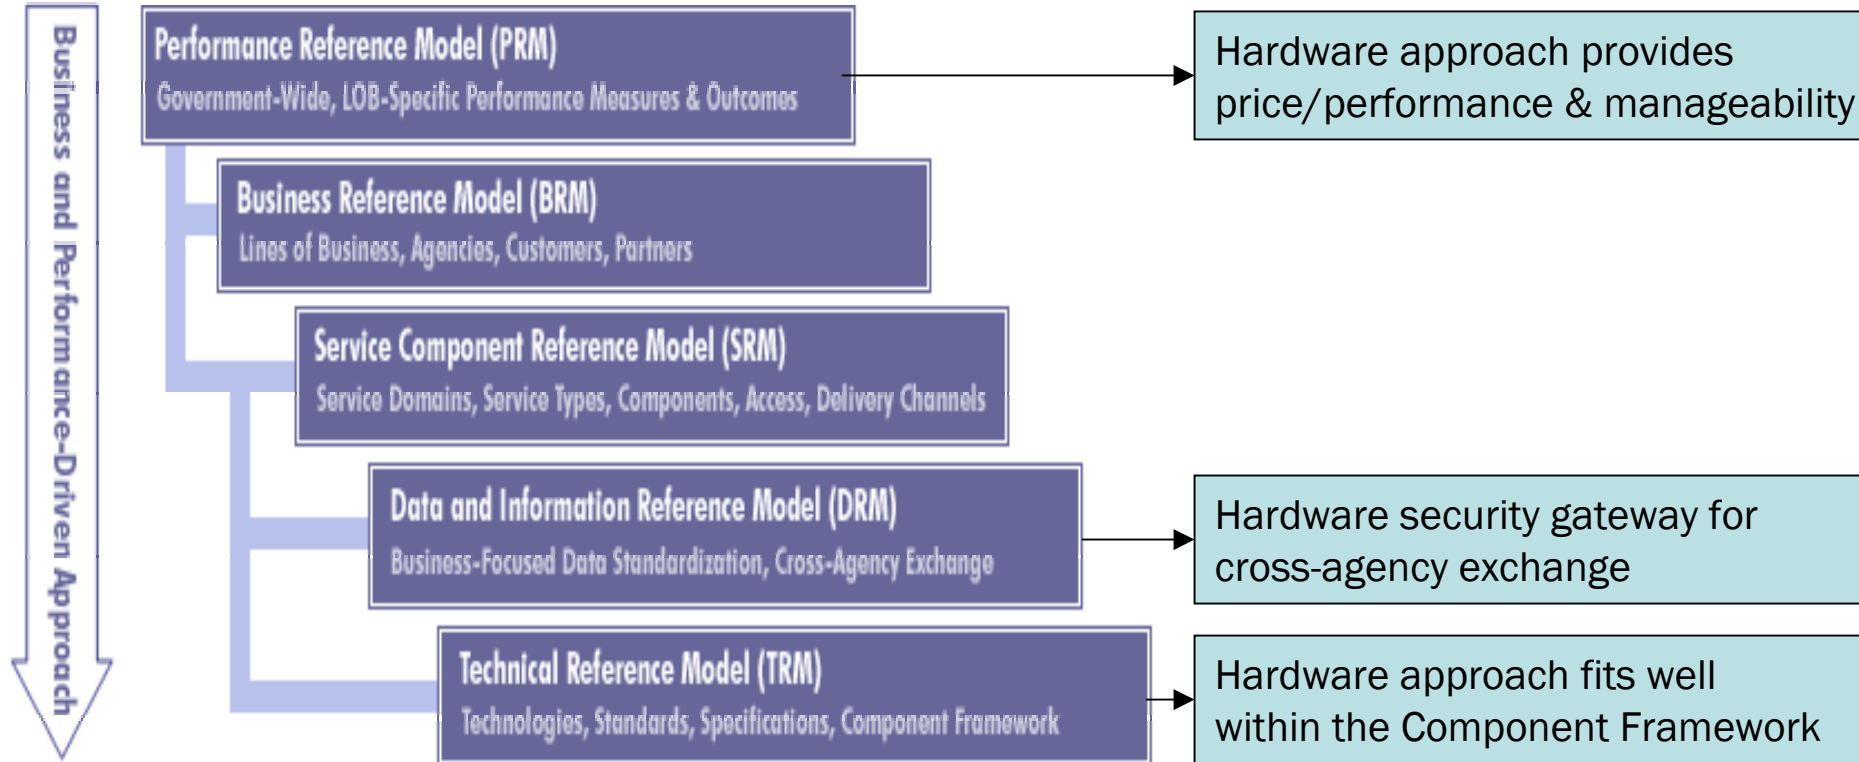 Business and Performance-Driven Approach
Performance Reference Model (PRM)
Government-Wide, LOB-Specific Performance Measures & Outcomes
Hardware approach provides
price/performance & manageability
Business Reference Model (BRM)
Lines of Business, Agencies, Customers, Partners
Service Component Reference Model (SRM)
Service Domains, Service Types, Components, Access, Delivery Channels
Data and Information Reference Model (DRM)
Business-Focused Data Standardization, Cross-Agency Exchange
Hardware security gateway for
cross-agency exchange
Technical Reference Model (TRM)
Technologies, Standards, Specifications, Component Framework
Hardware approach fits well
within the Component Framework